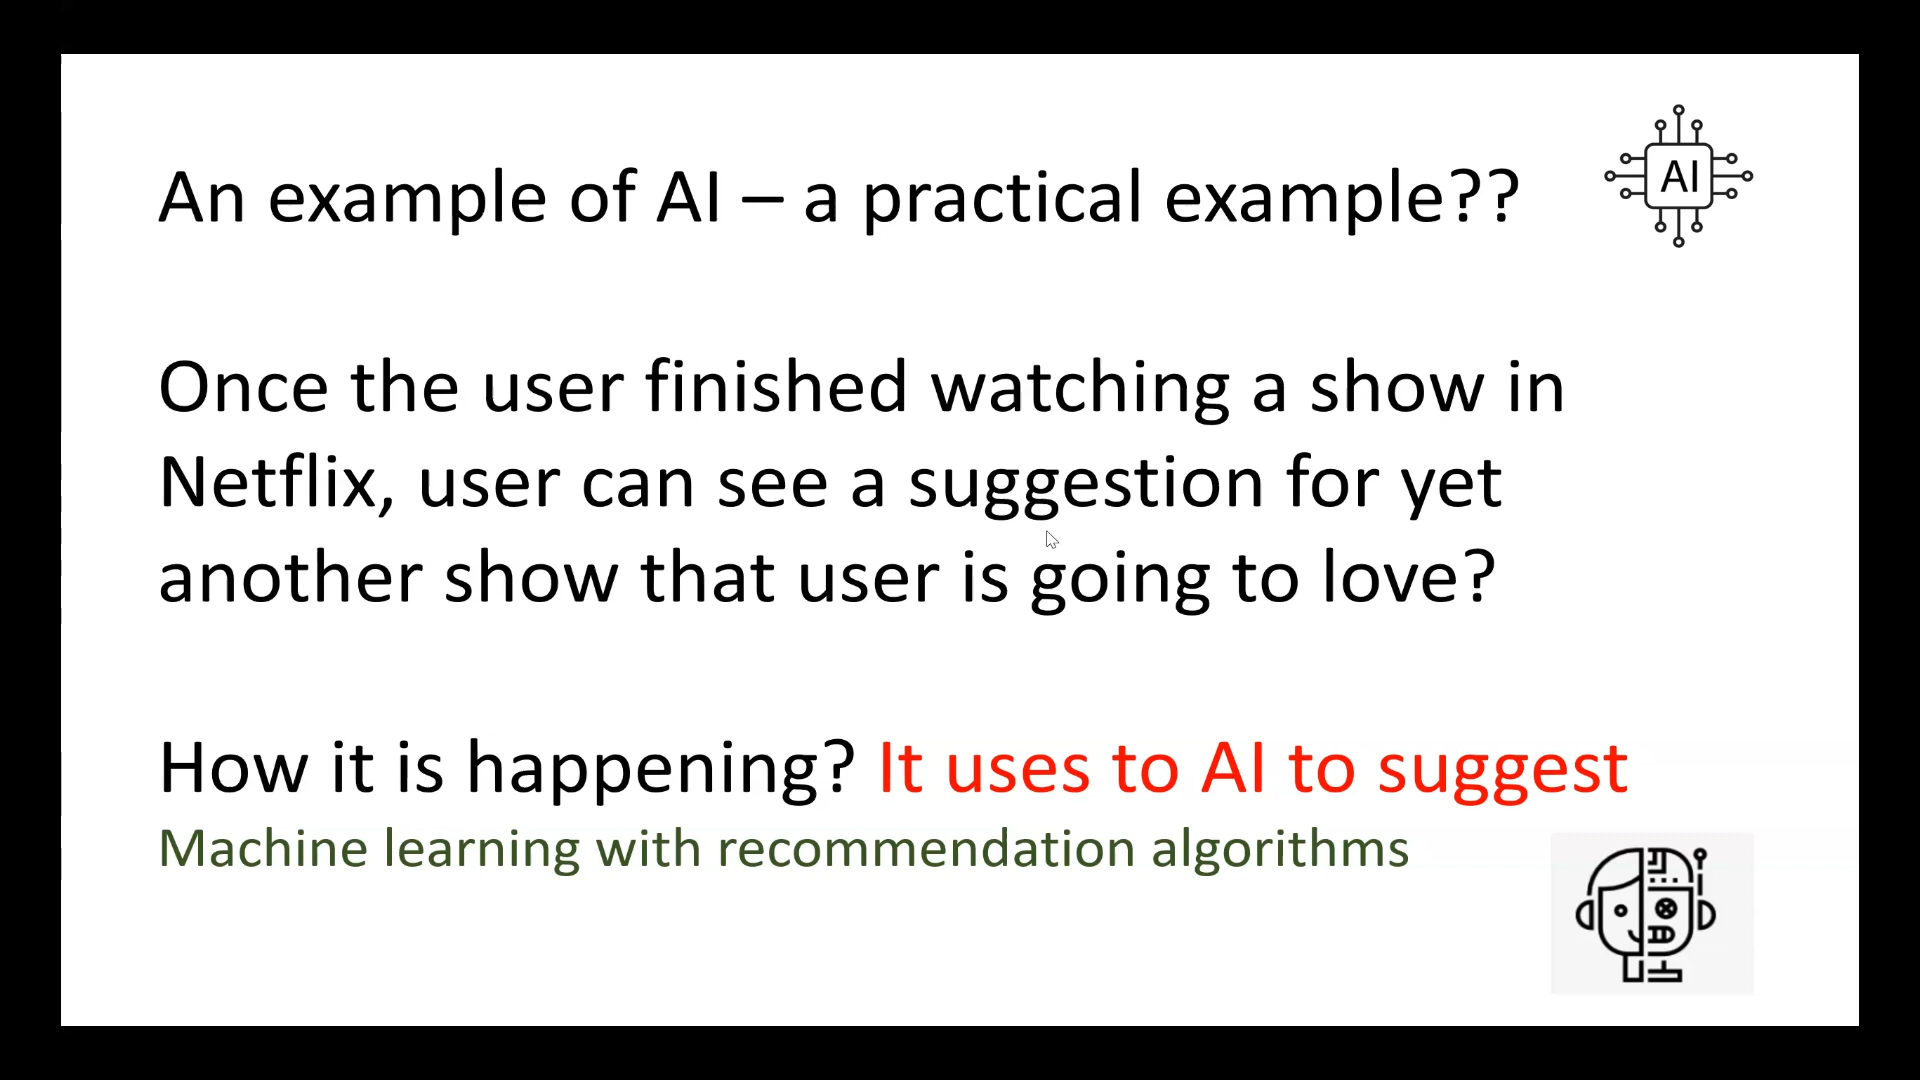 An example of AI – a practical example??
AI
Once the user finished watching a show in
Netflix, user can see a suggestion for yet
another show that user is going to love?
How it is happening? It uses to AI to suggest
Machine learning with recommendation algorithms